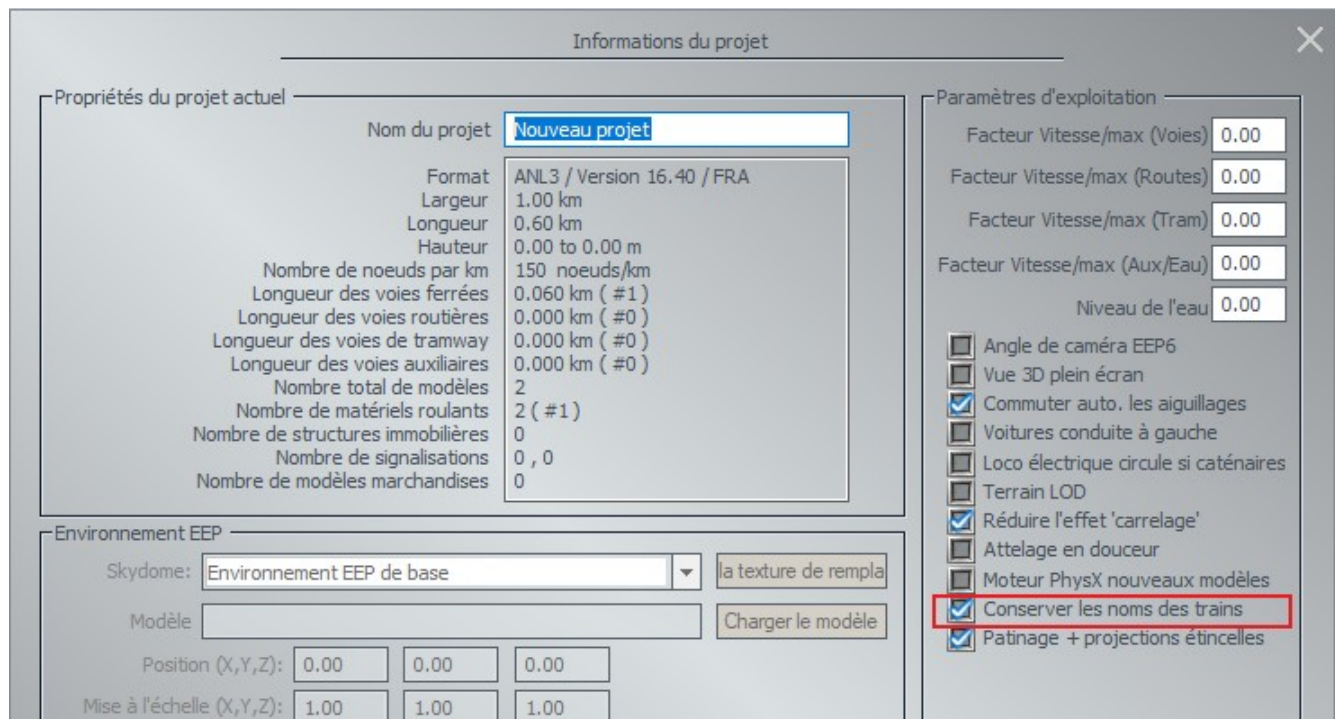 Informations du projet
Propriétés du projet actuel
Nom du projet Nouveau projet
Format ANL3 / Version 16.40 / FRA
Largeur 1.00 km
Longueur 0.60 km
Hauteur 0.00 to 0.00 m
Nombre de noeuds par km 150 noeuds/km
Longueur des voies ferrées 0.060 km ( #1 )
Longueur des voies routières 0.000 km ( #0 )
Longueur des voies de tramway 0.000 km ( #0 )
Longueur des voies auxiliaires 0.000 km ( #0 )
Nombre total de modèles 2
Nombre de matériels roulants 2 ( #1 )
Nombre de structures immobilières 0
Nombre de signalisations 0 , 0
Nombre de modèles marchandises 0
Environnement EEP
Skydome: Environnement EEP de base la texture de rempla
Modèle Charger le modèle
Position (X,Y,Z): 0.00 0.00 0.00
Mise à l'échelle (X,Y,Z): 1.00 1.00 1.00
Paramètres d'exploitation
Facteur Vitesse/max (Voies) 0.00
Facteur Vitesse/max (Routes) 0.00
Facteur Vitesse/max (Tram) 0.00
Facteur Vitesse/max (Aux/Eau) 0.00
Niveau de l'eau 0.00
Angle de caméra EEP6
Vue 3D plein écran
Commuter auto. les aiguillages
Voitures conduite à gauche
Loco électrique circule si caténaires
Terrain LOD
Réduire l'effet 'carrelage'
Attelage en douceur
Moteur PhysX nouveaux modèles
Conserver les noms des trains
Patinage + projections étincelles